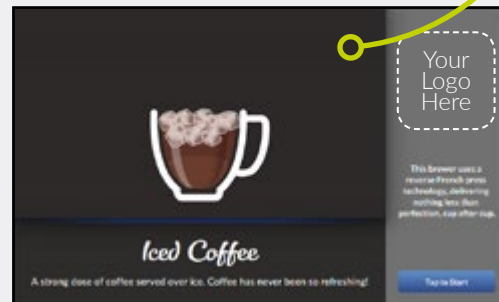 Your
Logo
Here
This brewer uses a
reverse French press
technology, delivering
nothing less than
perfection, cup after cup.
Iced Coffee
A strong dose of coffee served over ice. Coffee has never been so refreshing!
Tap to Start